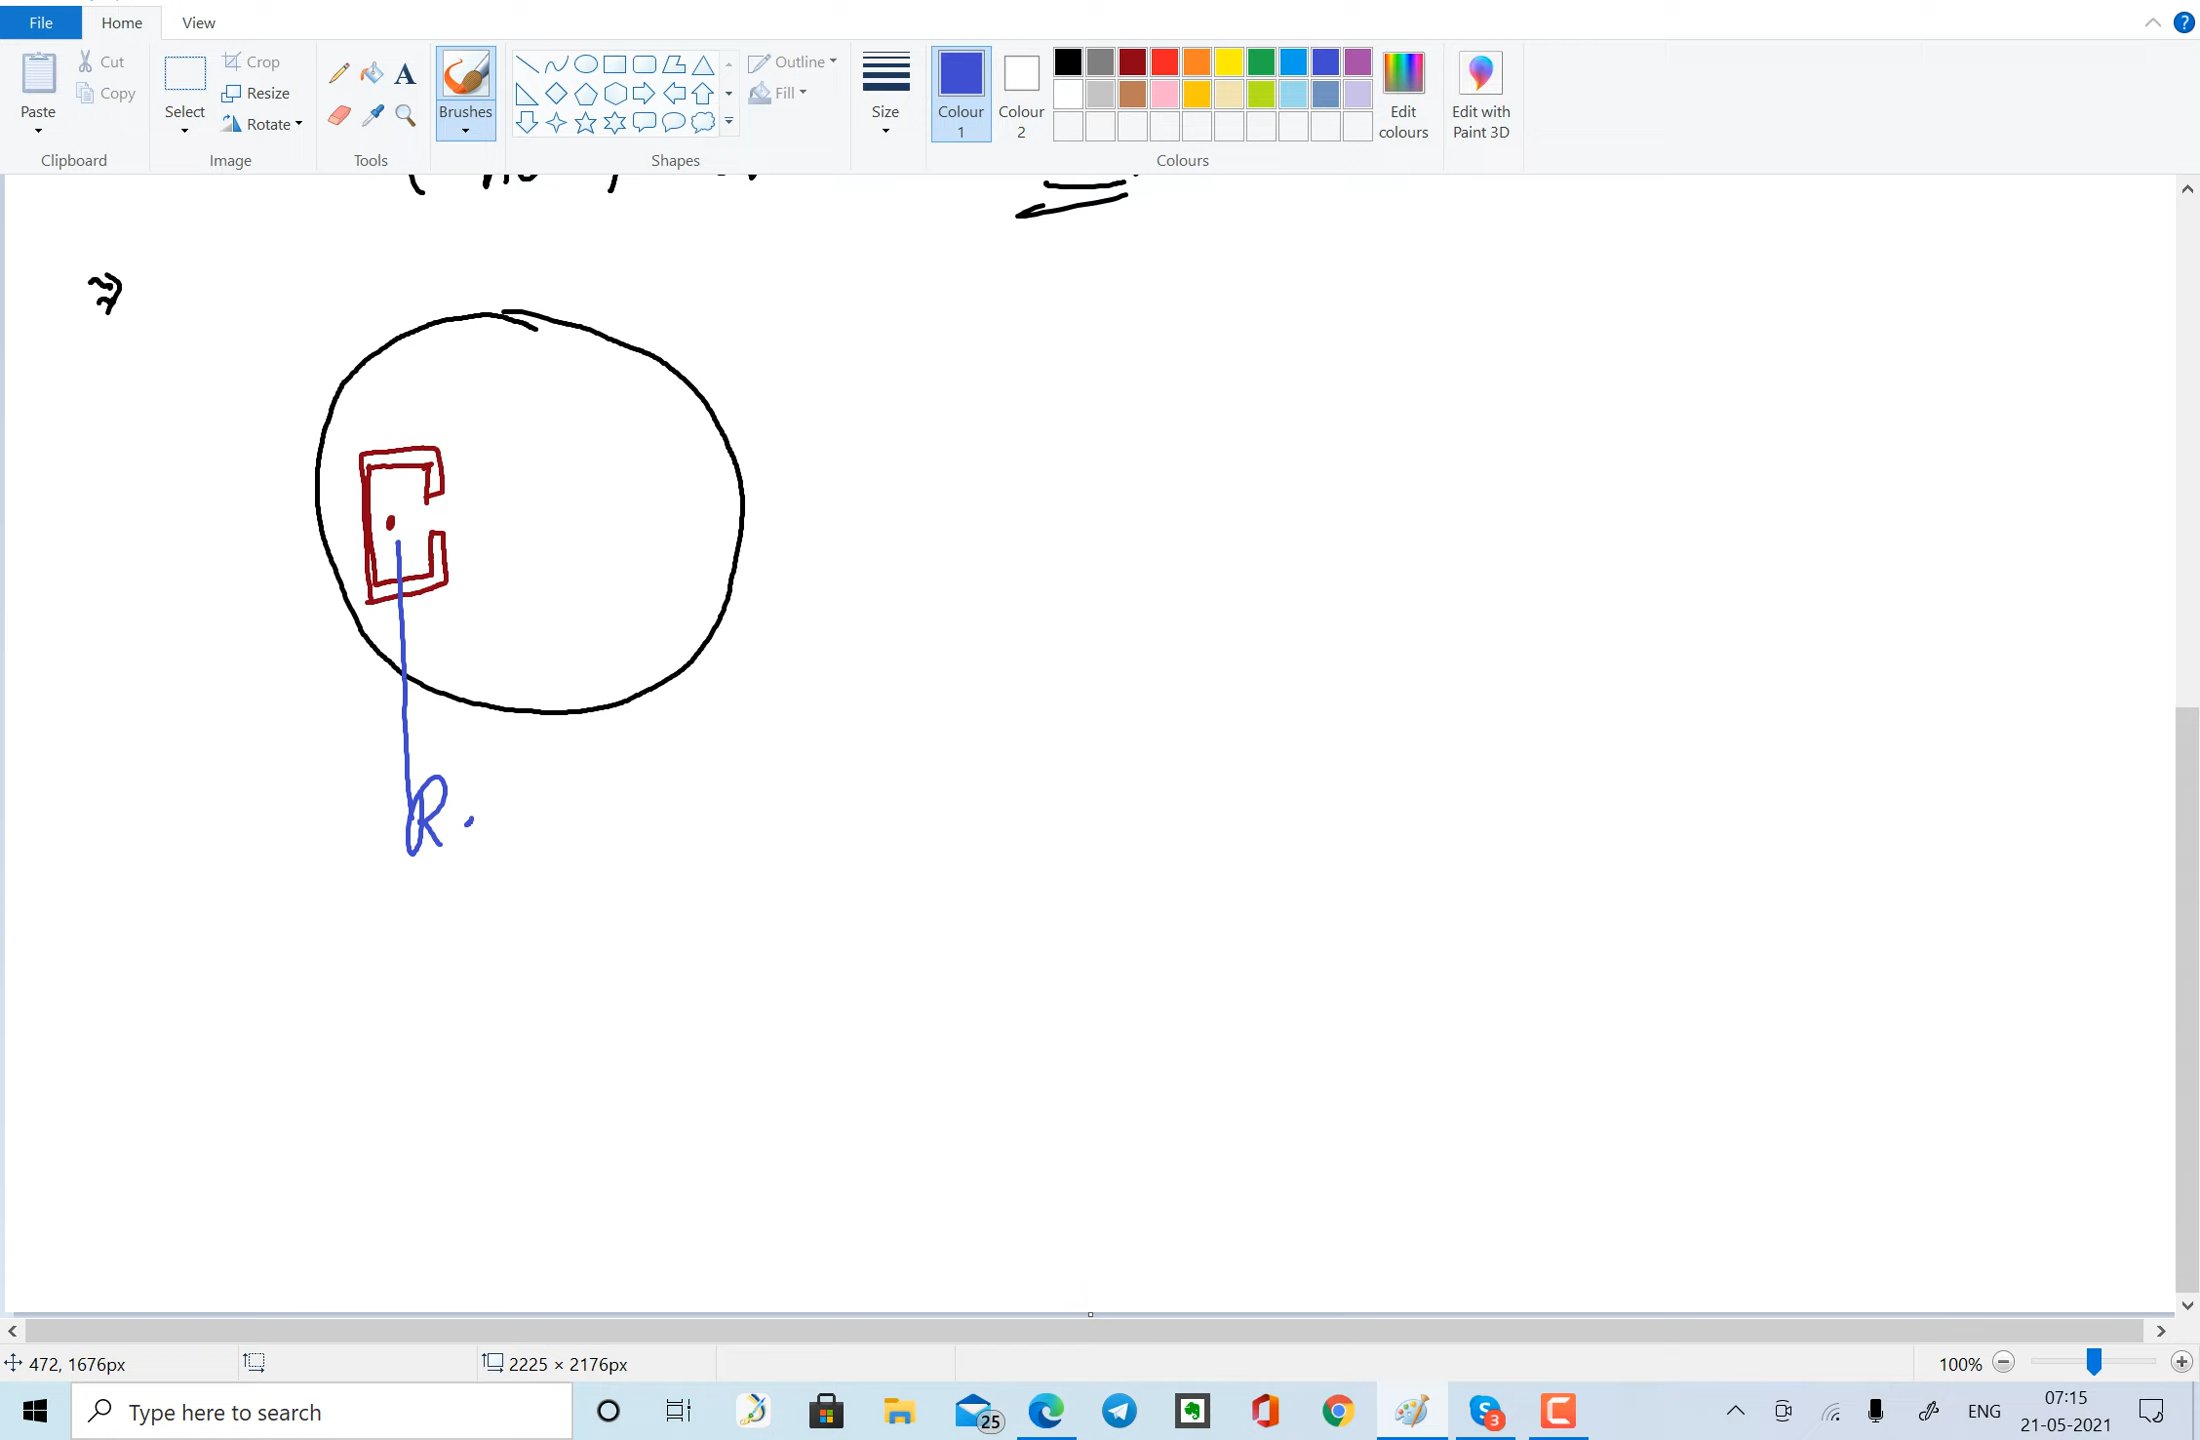 File Home View
Paste Cut Copy Select Crop Resize Rotate Brushes Outline Fill Size Colour 1 Colour 2 Edit colours Edit with Paint 3D
Clipboard Image Tools Shapes Colours
R.
472, 1676px 2225 × 2176px 100%
Type here to search 25 3 ENG 07:15
21-05-2021